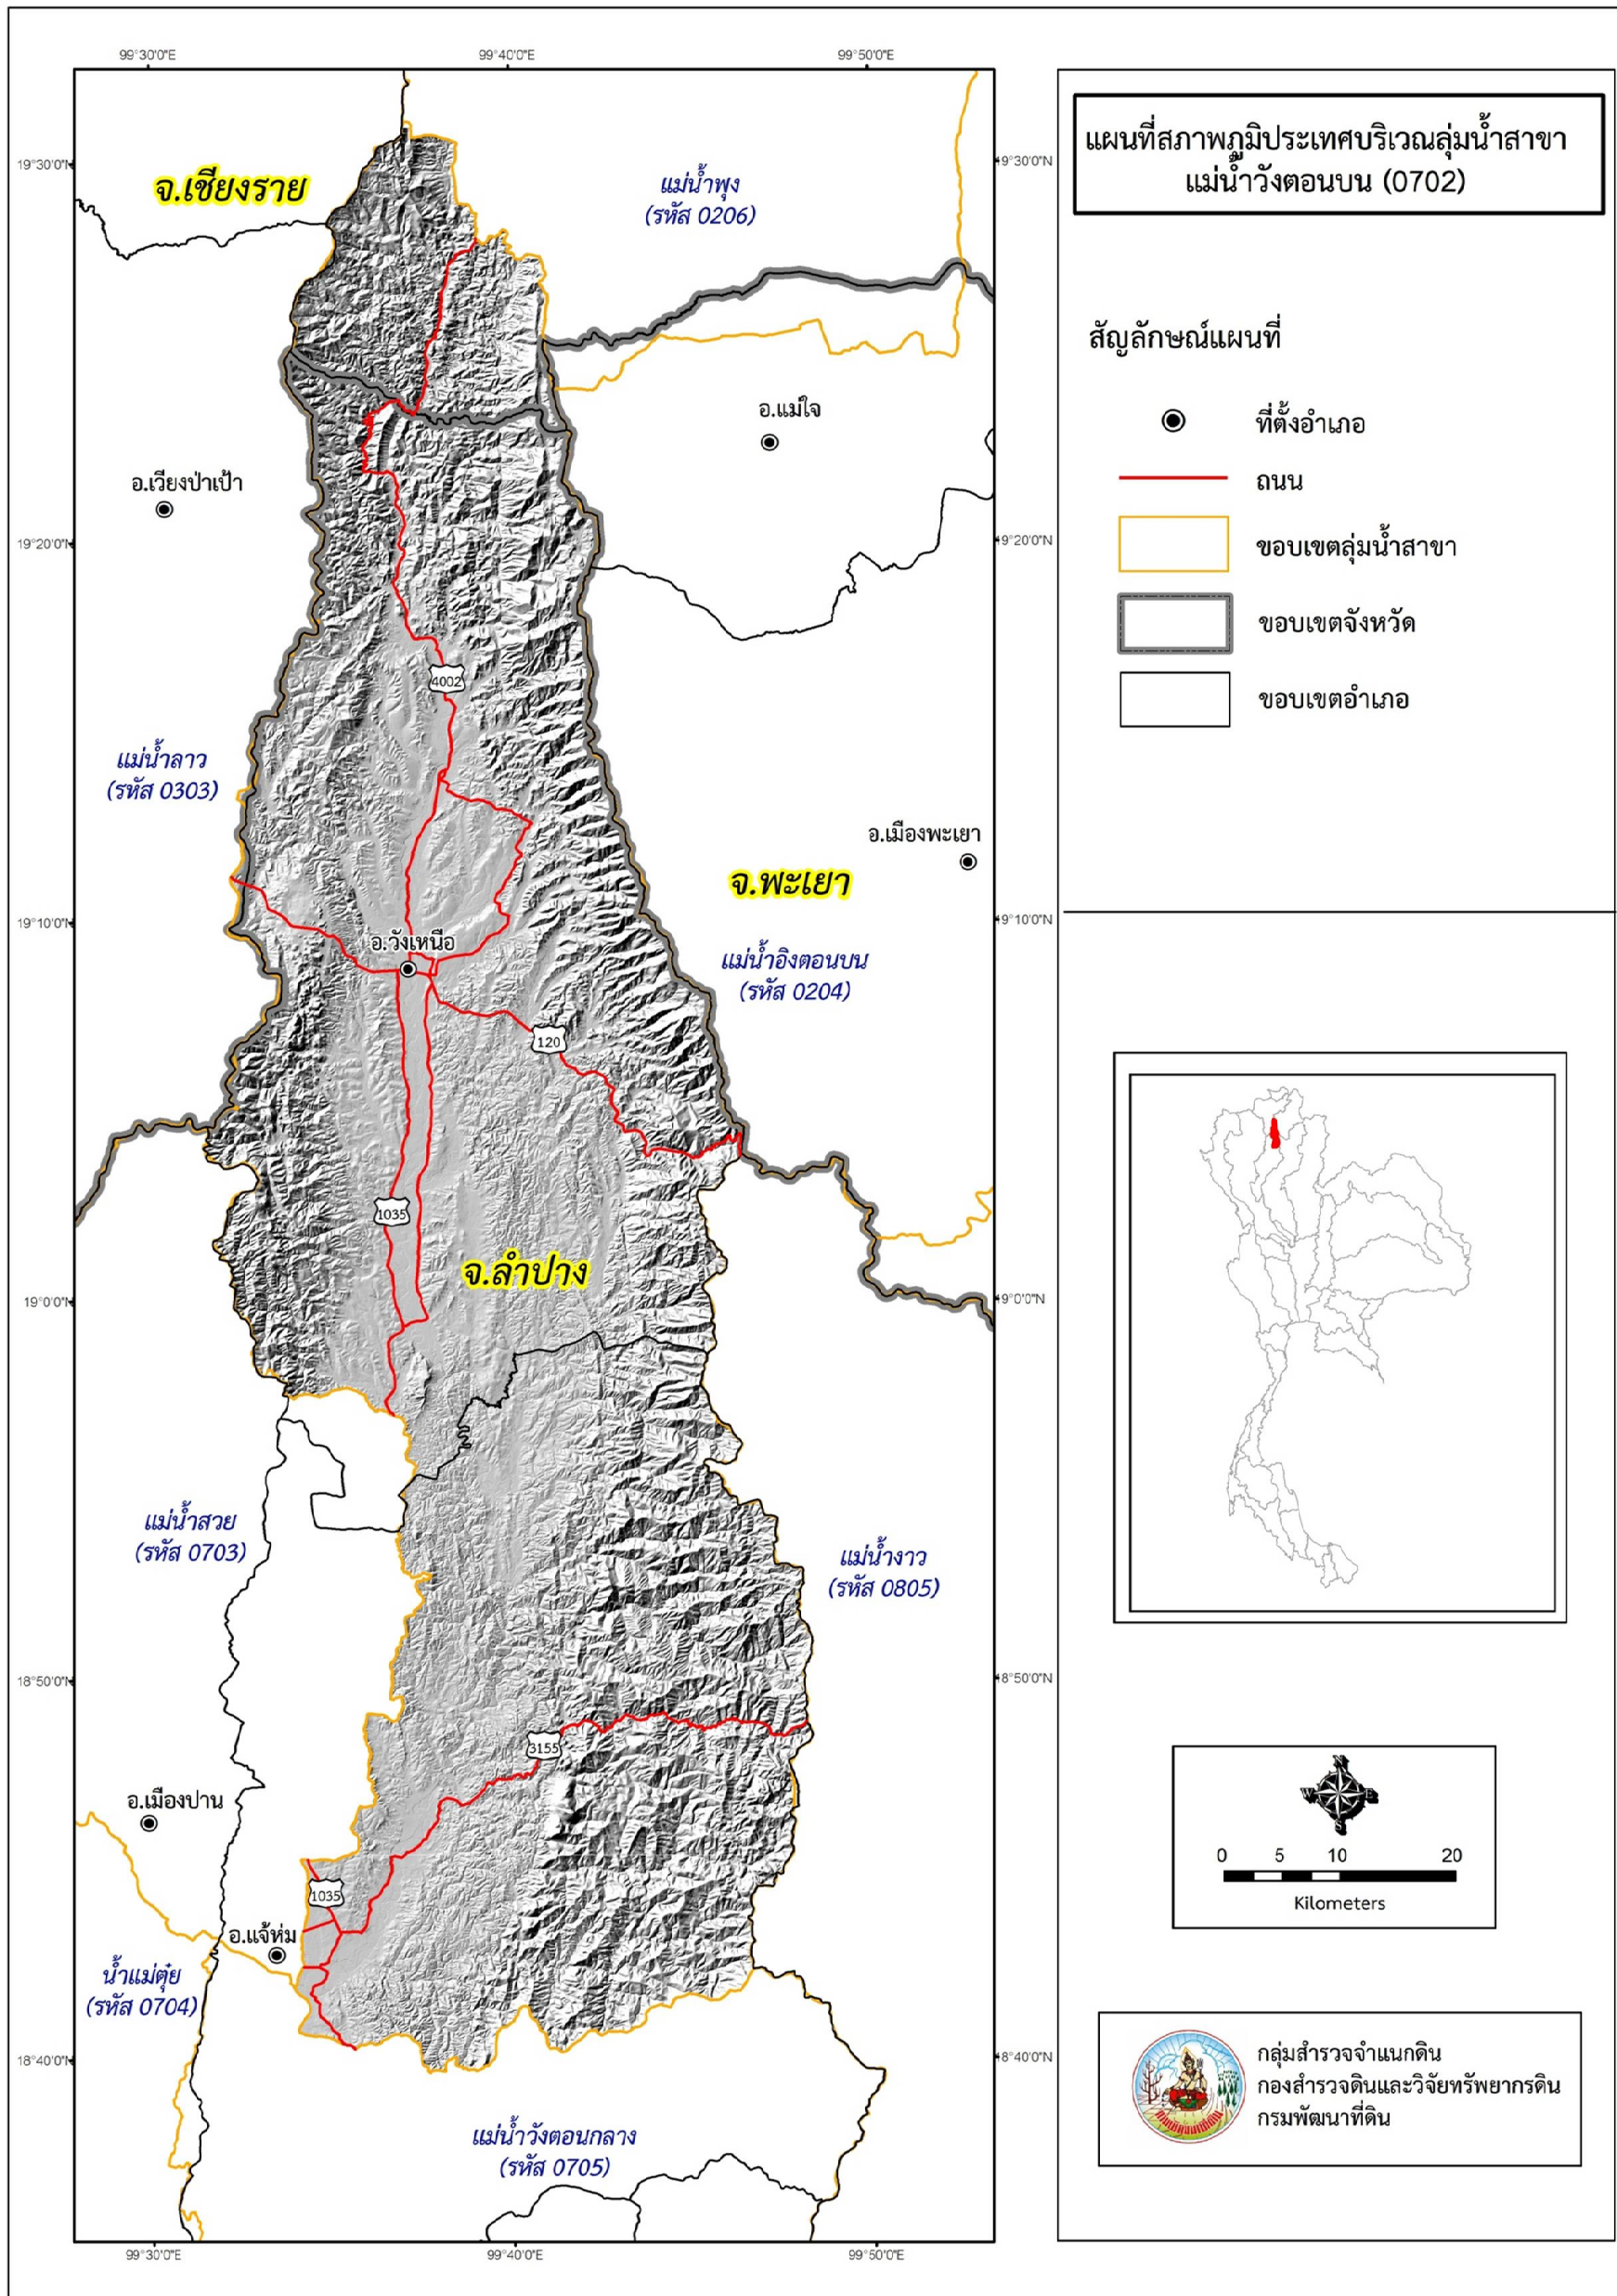 แผนที่สภาพภูมิประเทศบริเวณลุ่มน้ำสาขา
แม่น้ำวังตอนบน (0702)
99°30'0"E
99°40'0"E
99°50'0"E
19°30'0"N
19°30'0"N
จ.เชียงราย
แม่น้ำพุง
(รหัส 0206)
อ.แม่ใจ
อ.เวียงป่าเป้า
19°20'0"N
19°20'0"N
4002
แม่น้ำลาว
(รหัส 0303)
อ.เมืองพะเยา
จ.พะเยา
19°10'0"N
19°10'0"N
อ.วังเหนือ
แม่น้ำอิงตอนบน
(รหัส 0204)
120
1035
จ.ลำปาง
19°0'0"N
19°0'0"N
แม่น้ำสวย
(รหัส 0703)
แม่น้ำงาว
(รหัส 0805)
18°50'0"N
18°50'0"N
3155
อ.เมืองปาน
1035
อ.แจ้ห่ม
น้ำแม่ตุ๋ย
(รหัส 0704)
18°40'0"N
18°40'0"N
แม่น้ำวังตอนกลาง
(รหัส 0705)
99°30'0"E
99°40'0"E
99°50'0"E
สัญลักษณ์แผนที่
ที่ตั้งอำเภอ
ถนน
ขอบเขตลุ่มน้ำสาขา
ขอบเขตจังหวัด
ขอบเขตอำเภอ
N
W
E
S
0 5 10 20
Kilometers
กลุ่มสำรวจจำแนกดิน
กองสำรวจดินและวิจัยทรัพยากรดิน
กรมพัฒนาที่ดิน